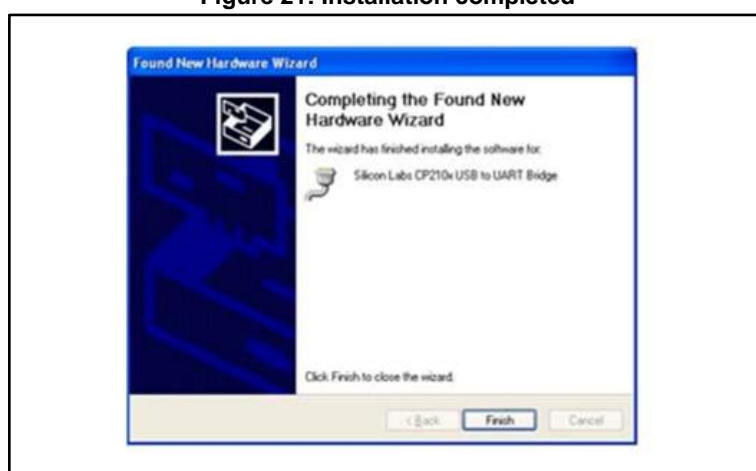 Figure 21. Installation completed
Found New Hardware Wizard
Completing the Found New
Hardware Wizard
The wizard has finished installing the software for:
Silicon Labs CP210x USB to UART Bridge
Click Finish to close the wizard.
< Back
Finish
Cancel